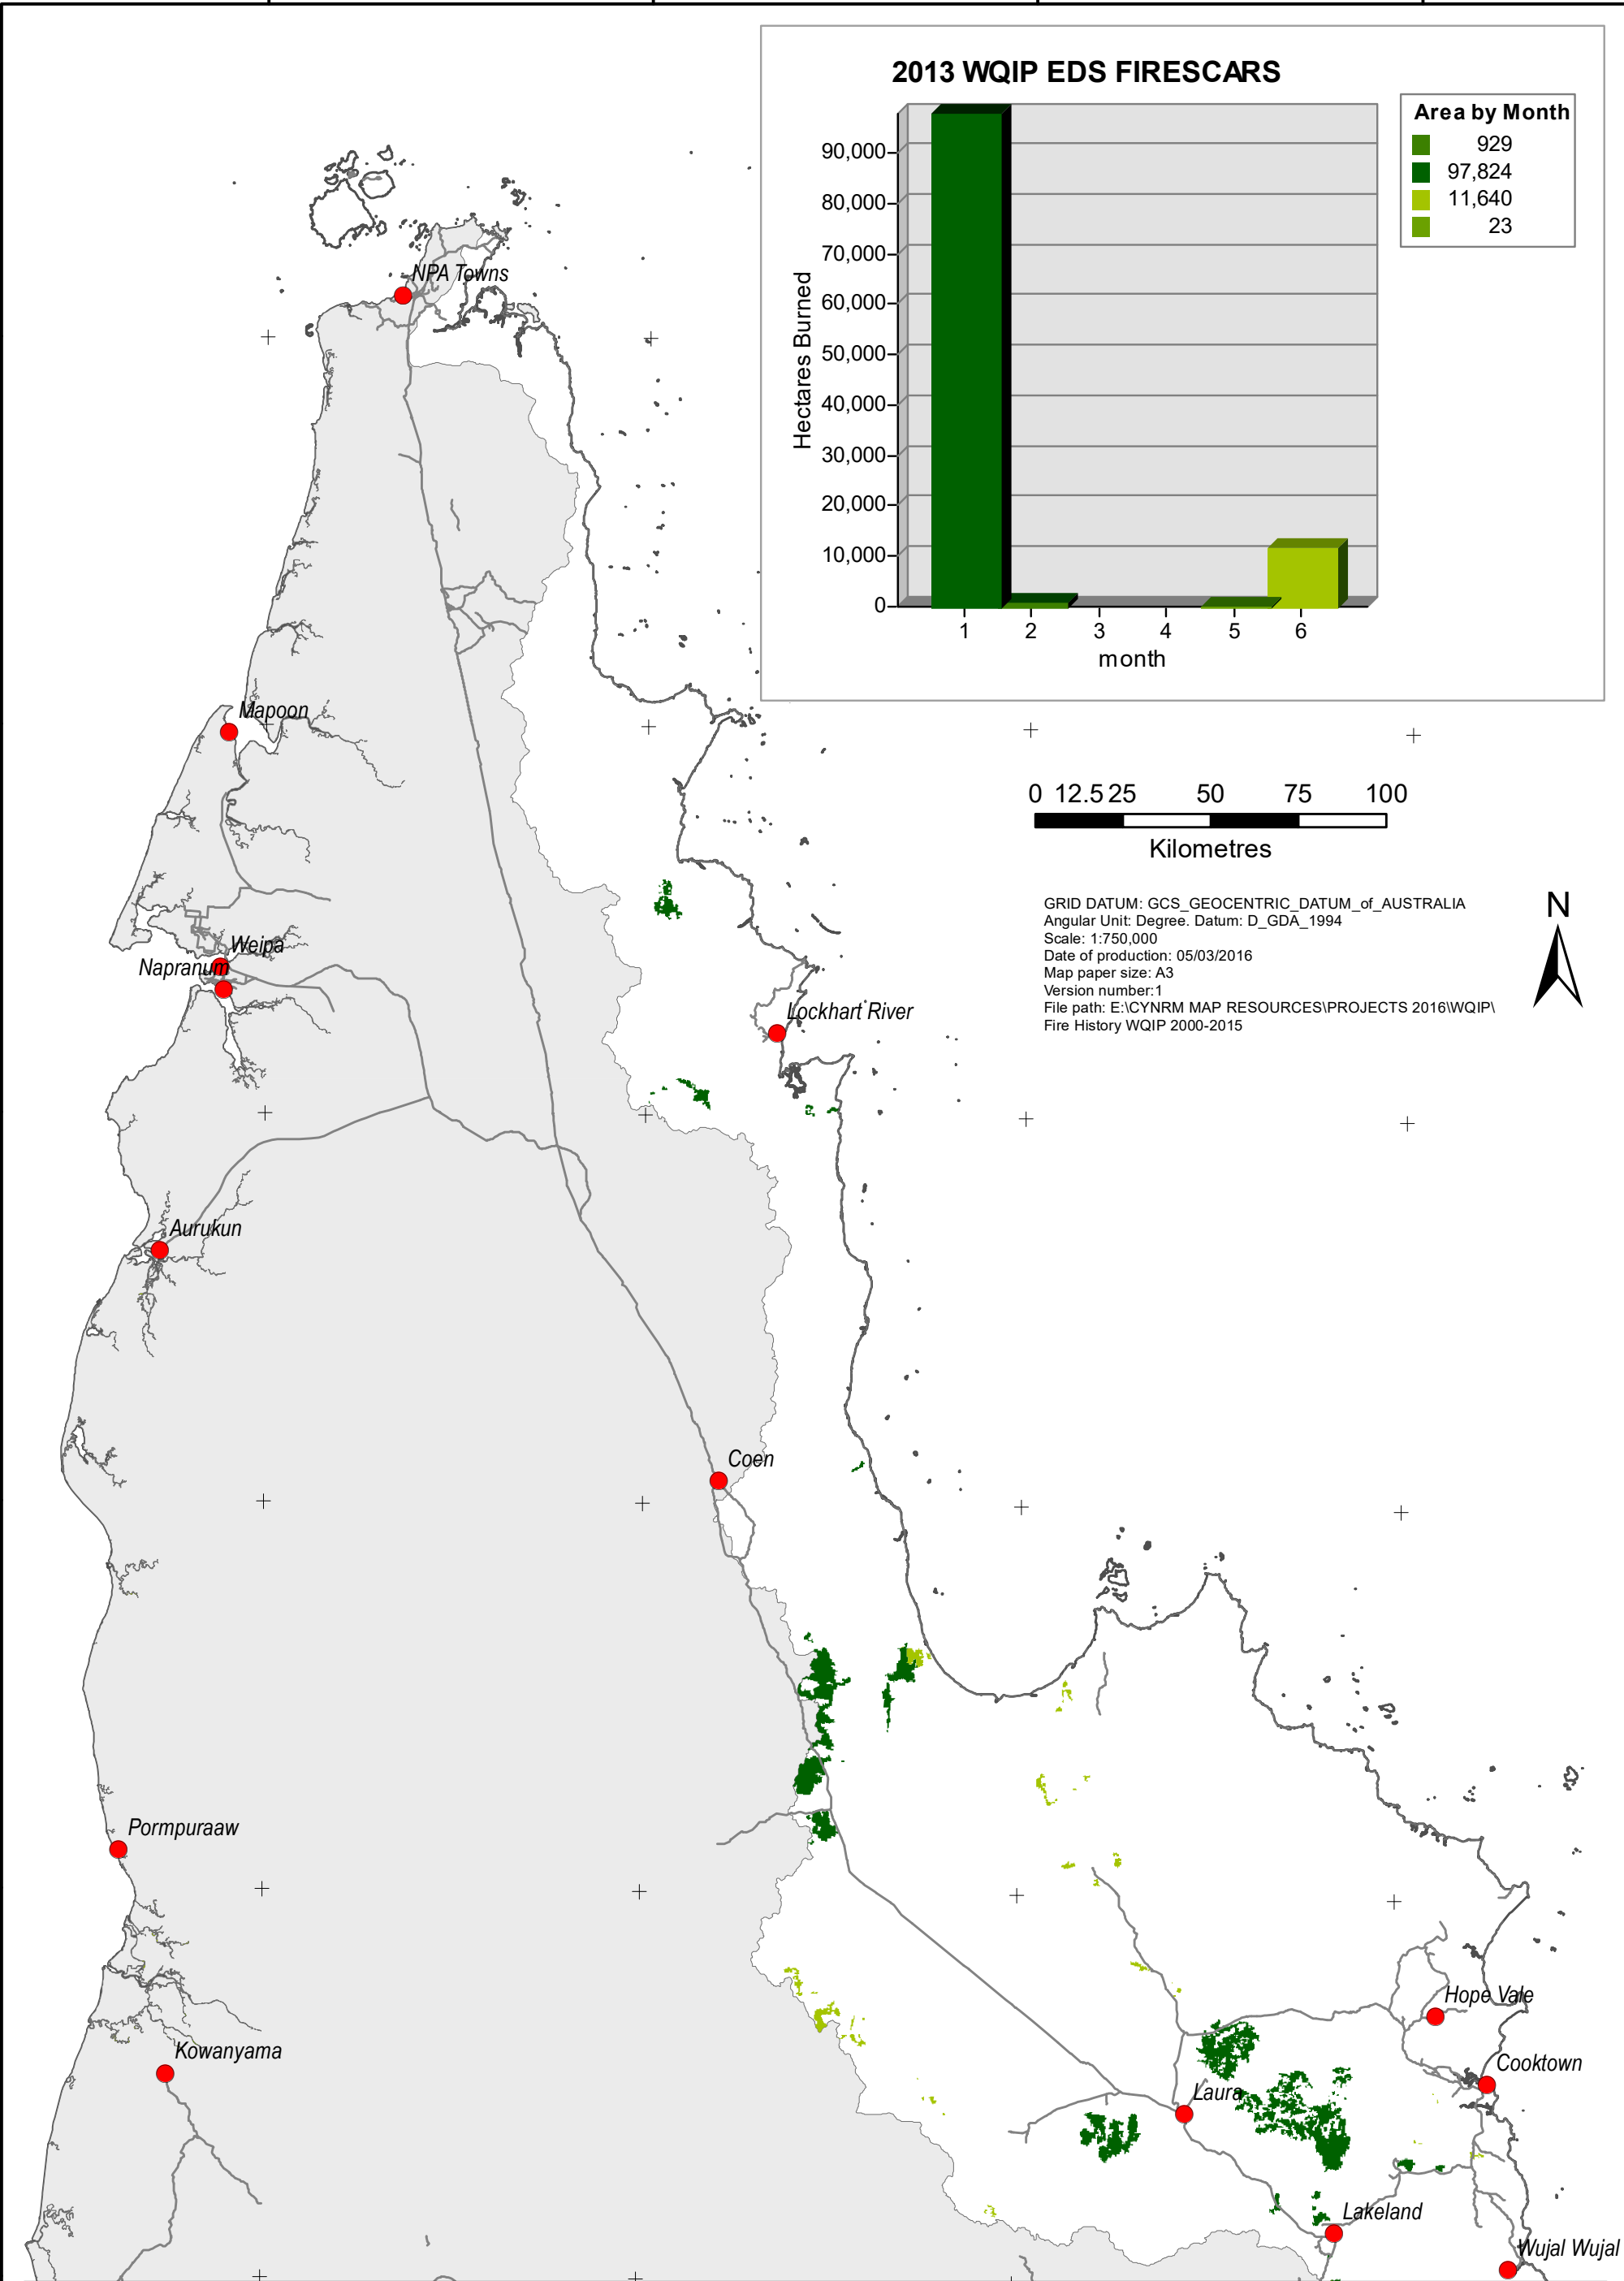 2013 WQIP EDS FIRESCARS
Area by Month
929
97,824
11,640
23
Hectares Burned
90,000
80,000
70,000
60,000
50,000
40,000
30,000
20,000
10,000
0
1 2 3 4 5 6
month
NPA Towns
Mapoon
0 12.5 25 50 75 100
Kilometres
GRID DATUM: GCS_GEOCENTRIC_DATUM_of_AUSTRALIA
Angular Unit: Degree. Datum: D_GDA_1994
Scale: 1:750,000
Date of production: 05/03/2016
Map paper size: A3
Version number:1
File path: E:\CYNRM MAP RESOURCES\PROJECTS 2016\WQIP\
Fire History WQIP 2000-2015
N
Weipa
Napranum
Lockhart River
Aurukun
Coen
Pormpuraaw
Hope Vale
Kowanyama
Cooktown
Laura
Lakeland
Wujal Wujal